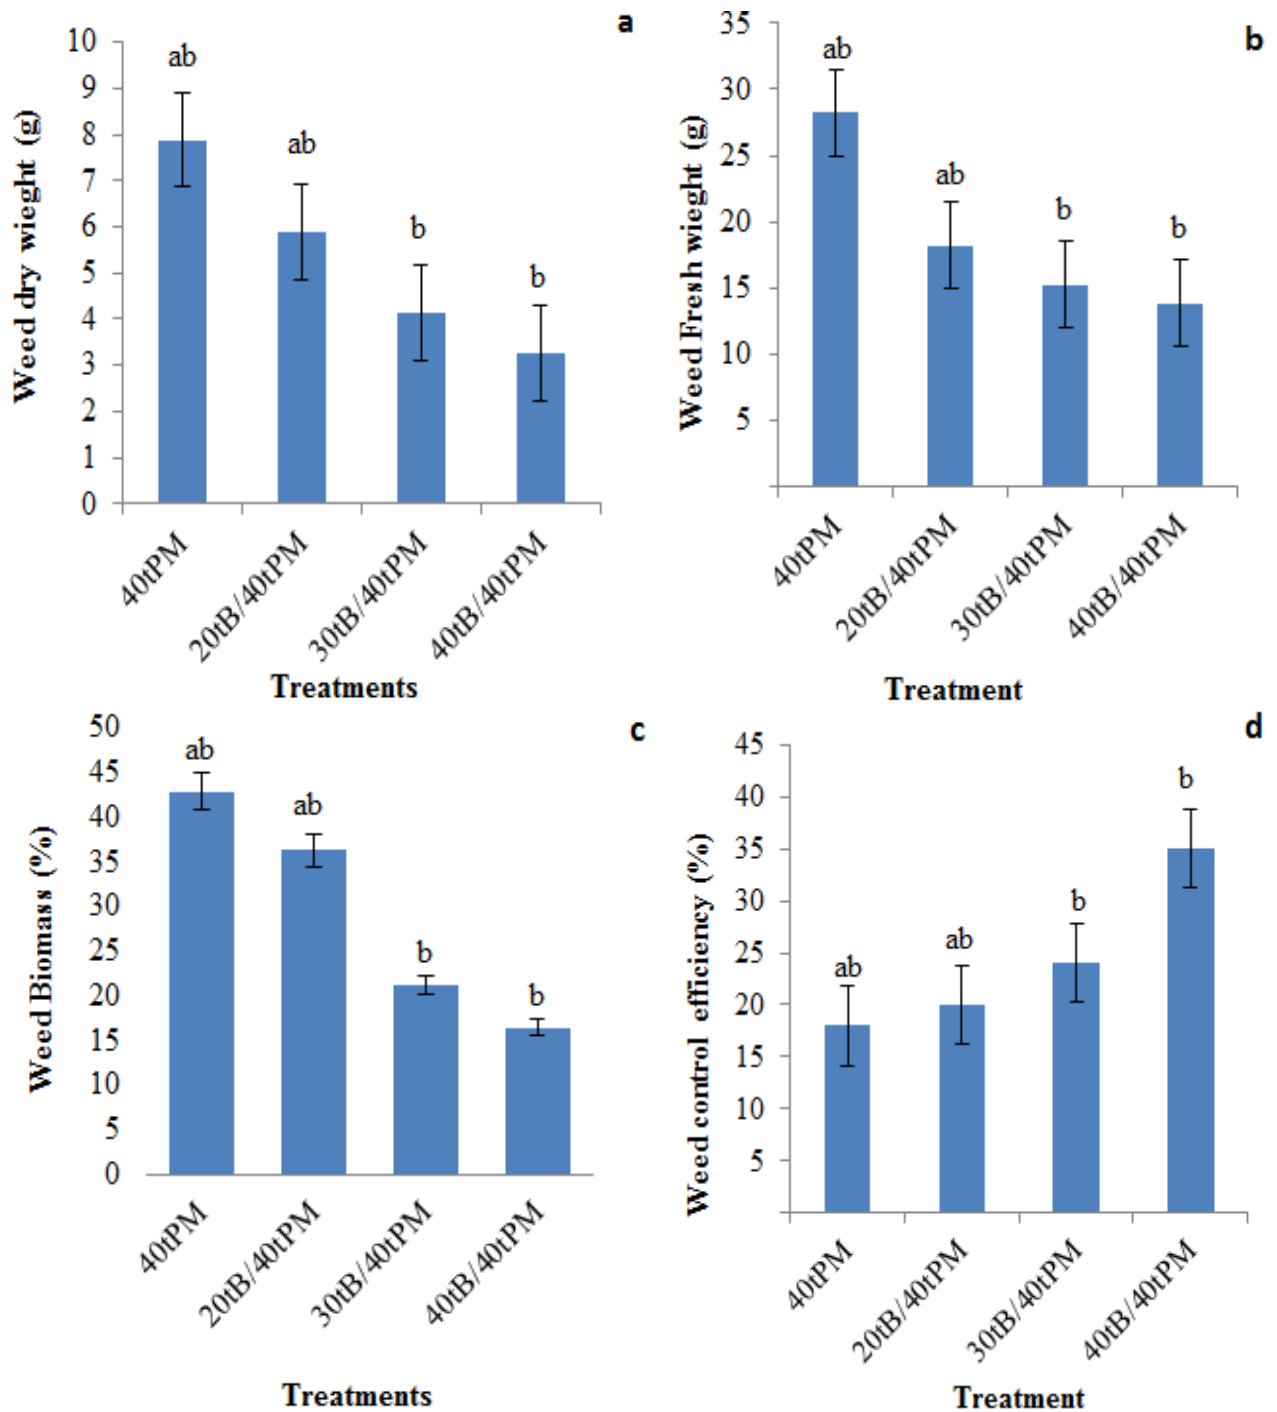 a
Weed dry wieght (g)
10
9
8
7
6
5
4
3
2
1
0
ab
ab
b
b
40tPM
20tB/40tPM
30tB/40tPM
40tB/40tPM
Treatments
b
Weed Fresh wieght (g)
35
30
25
20
15
10
5
ab
ab
b
b
40tPM
20tB/40tPM
30tB/40tPM
40tB/40tPM
Treatment
c
Weed Biomass (%)
50
45
40
35
30
25
20
15
10
5
0
ab
ab
b
b
40tPM
20tB/40tPM
30tB/40tPM
40tB/40tPM
Treatments
d
Weed control efficiency (%)
45
40
35
30
25
20
15
10
5
ab
ab
b
b
40tPM
20tB/40tPM
30tB/40tPM
40tB/40tPM
Treatment